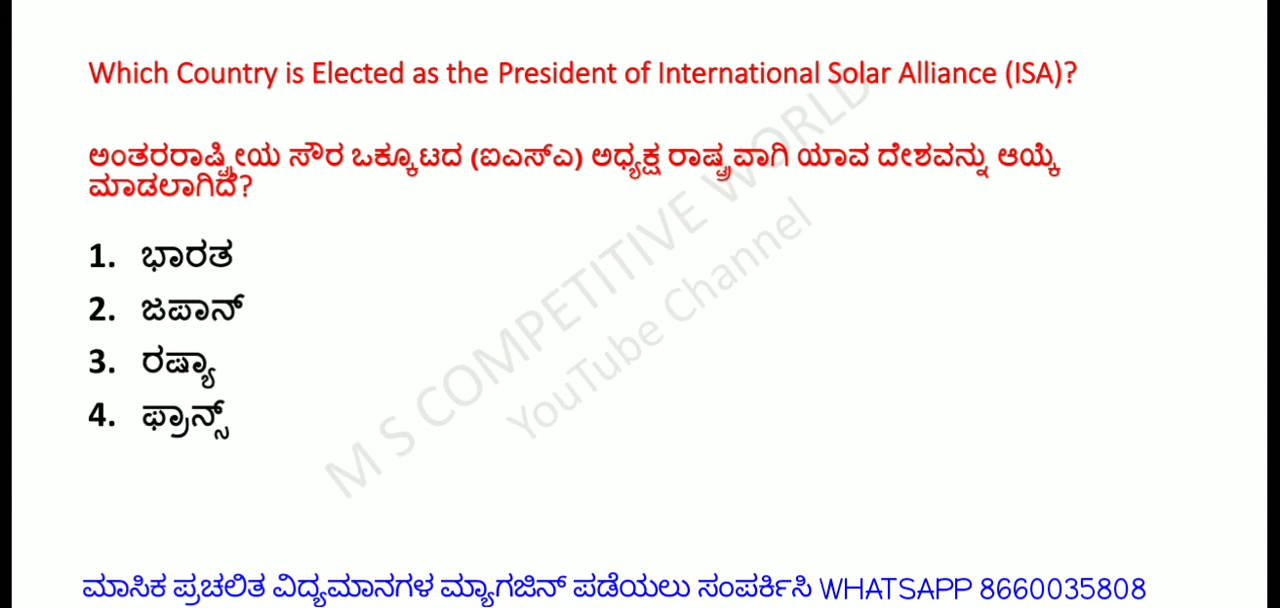 Which Country is Elected as the President of International Solar Alliance (ISA)?
ಅಂತರರಾಷ್ಟ್ರೀಯ ಸೌರ ಒಕ್ಕೂಟದ (ಐಎಸ್ಎ) ಅಧ್ಯಕ್ಷ ರಾಷ್ಟ್ರವಾಗಿ ಯಾವ ದೇಶವನ್ನು ಆಯ್ಕೆ
ಮಾಡಲಾಗಿದೆ?
1. ಭಾರತ
2. ಜಪಾನ್
3. ರಷ್ಯಾ
4. ಫ್ರಾನ್ಸ್
M S COMPETITIVE WORLD
YouTube Channel
ಮಾಸಿಕ ಪ್ರಚಲಿತ ವಿದ್ಯಮಾನಗಳ ಮ್ಯಾಗಜಿನ್ ಪಡೆಯಲು ಸಂಪರ್ಕಿಸಿ WHATSAPP 8660035808